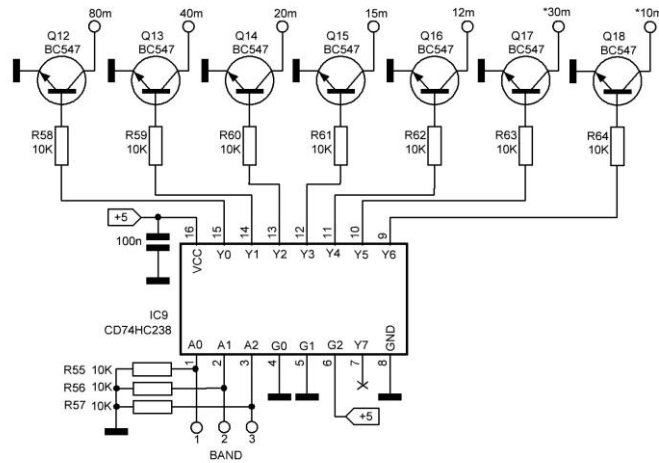 80m 40m 20m 15m 12m *30m *10m
Q12 Q13 Q14 Q15 Q16 Q17 Q18
BC547 BC547 BC547 BC547 BC547 BC547 BC547
R58 R59 R60 R61 R62 R63 R64
10K 10K 10K 10K 10K 10K 10K
+5
100n
16 15 14 13 12 11 10 9
VCC Y0 Y1 Y2 Y3 Y4 Y5 Y6
IC9
CD74HC238
A0 A1 A2 G0 G1 G2 Y7 GND
1 2 3 4 5 6 7 8
R55 10K
R56 10K
R57 10K
+5
1 2 3
BAND